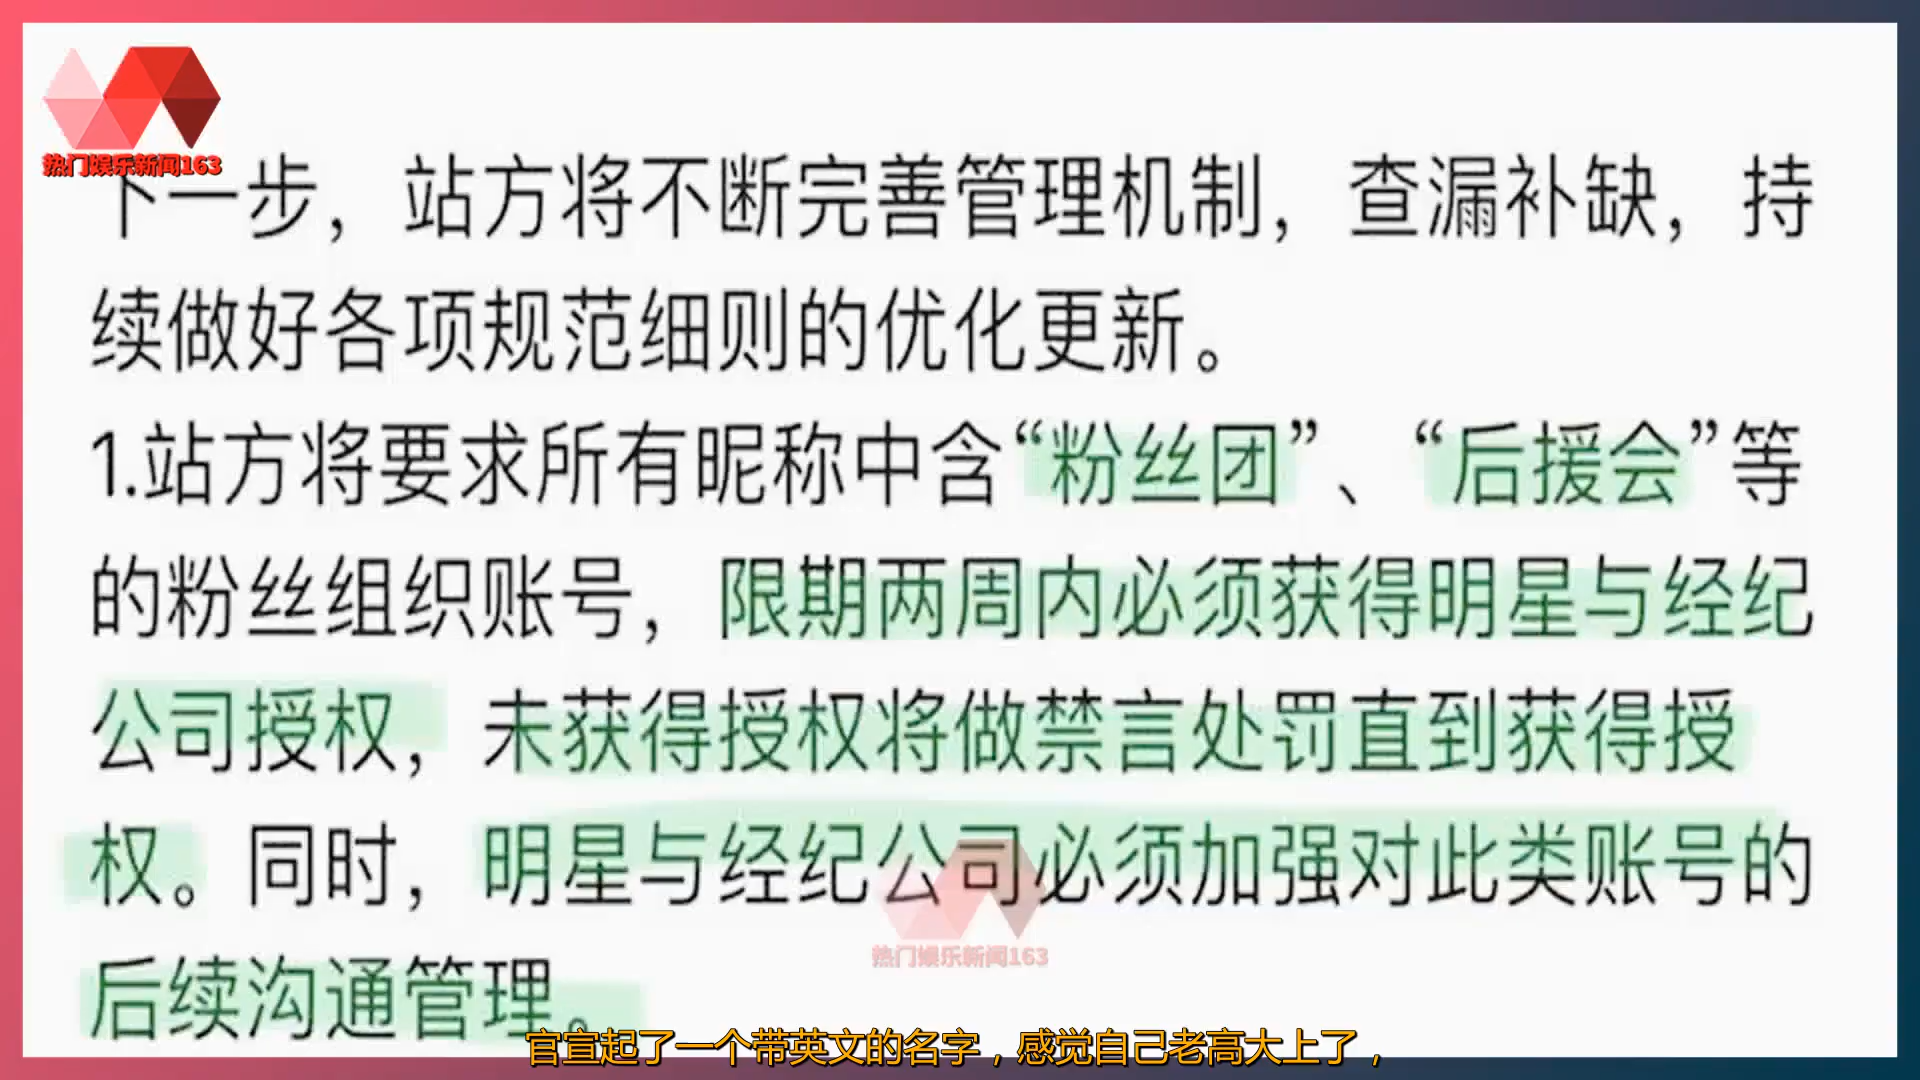 热门娱乐新闻163
下一步，站方将不断完善管理机制，查漏补缺，持
续做好各项规范细则的优化更新。
1.站方将要求所有昵称中含“粉丝团”、“后援会”等
的粉丝组织账号，限期两周内必须获得明星与经纪
公司授权，未获得授权将做禁言处罚直到获得授
权。同时，明星与经纪公司必须加强对此类账号的
热门娱乐新闻163
后续沟通管理。
官宣起了一个带英文的名字，感觉自己老高大上了，